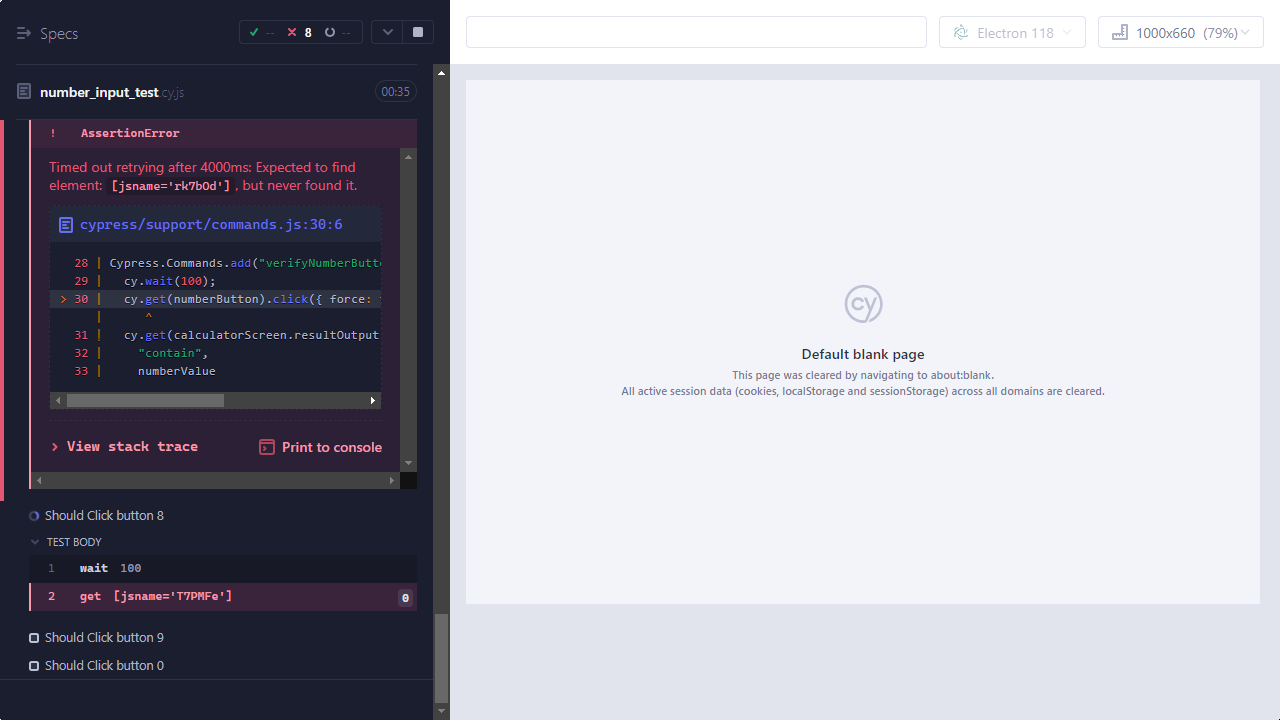 Specs
-- 8 --
Electron 118
1000x660 (79%)
number_input_test.cy.js
00:35
! AssertionError
Timed out retrying after 4000ms: Expected to find
element: [jsname='rk7bOd'], but never found it.
cypress/support/commands.js:30:6
28 | Cypress.Commands.add("verifyNumberButt
29 | cy.wait(100);
> 30 | cy.get(numberButton).click({ force:
| ^
31 | cy.get(calculatorScreen.resultOutput
32 | "contain",
33 | numberValue
View stack trace
Print to console
Should Click button 8
TEST BODY
1 wait 100
2 get [jsname='T7PMFe'] 0
Should Click button 9
Should Click button 0
cy
Default blank page
This page was cleared by navigating to about:blank.
All active session data (cookies, localStorage and sessionStorage) across all domains are cleared.